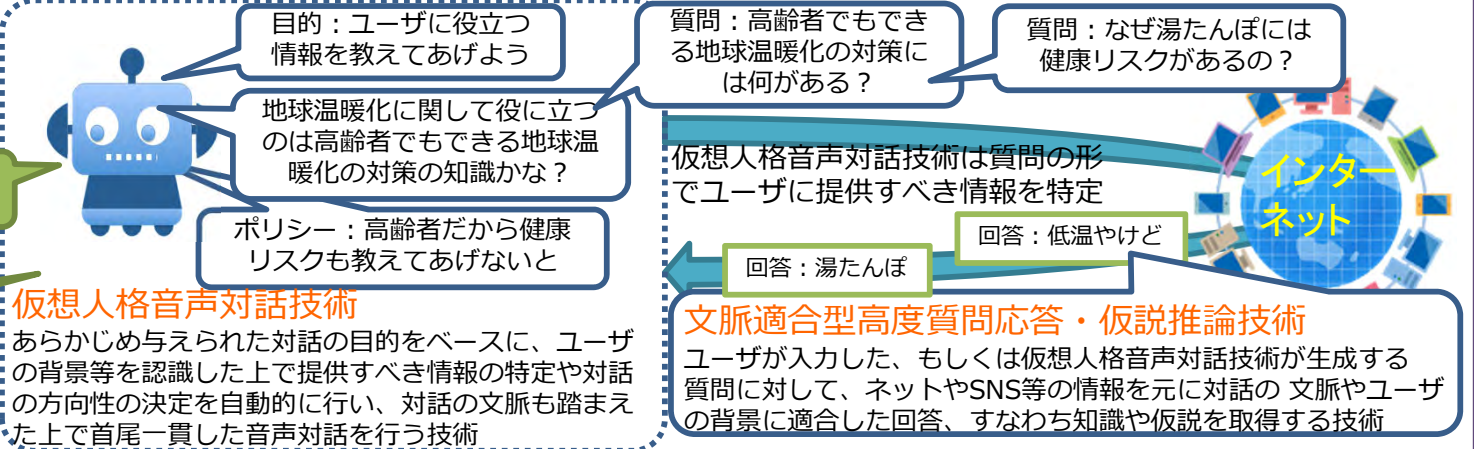 目的：ユーザに役立つ
情報を教えてあげよう
質問：高齢者でもでき
る地球温暖化の対策に
は何がある？
質問：なぜ湯たんぽには
健康リスクがあるの？
地球温暖化に関して役に立つ
のは高齢者でもできる地球温
暖化の対策の知識かな？
仮想人格音声対話技術は質問の形
でユーザに提供すべき情報を特定
インター
ネット
ポリシー：高齢者だから健康
リスクも教えてあげないと
回答：低温やけど
回答：湯たんぽ
仮想人格音声対話技術
あらかじめ与えられた対話の目的をベースに、ユーザ
の背景等を認識した上で提供すべき情報の特定や対話
の方向性の決定を自動的に行い、対話の文脈も踏まえ
た上で首尾一貫した音声対話を行う技術
文脈適合型高度質問応答・仮説推論技術
ユーザが入力した、もしくは仮想人格音声対話技術が生成する
質問に対して、ネットやSNS等の情報を元に対話の 文脈やユーザ
の背景に適合した回答、すなわち知識や仮説を取得する技術